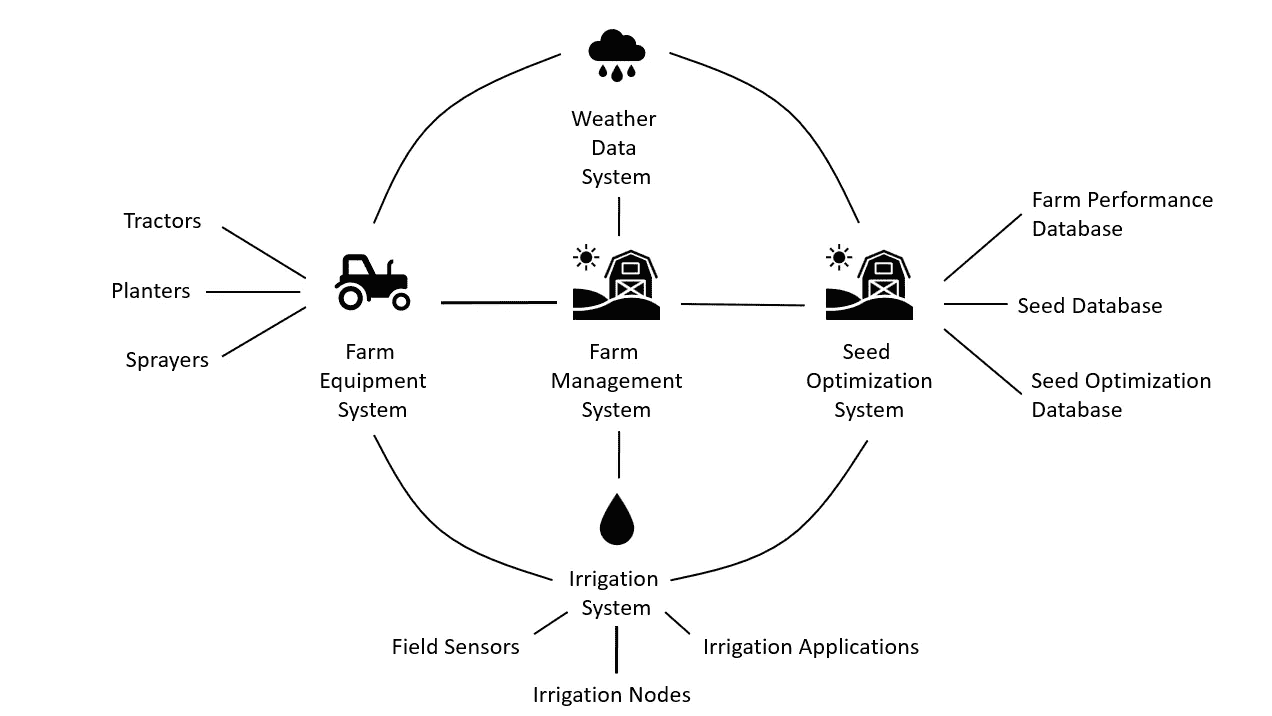 Weather
Data
System
Tractors
Planters
Sprayers
Farm
Equipment
System
Farm
Management
System
Seed
Optimization
System
Farm Performance
Database
Seed Database
Seed Optimization
Database
Irrigation
System
Field Sensors
Irrigation Nodes
Irrigation Applications